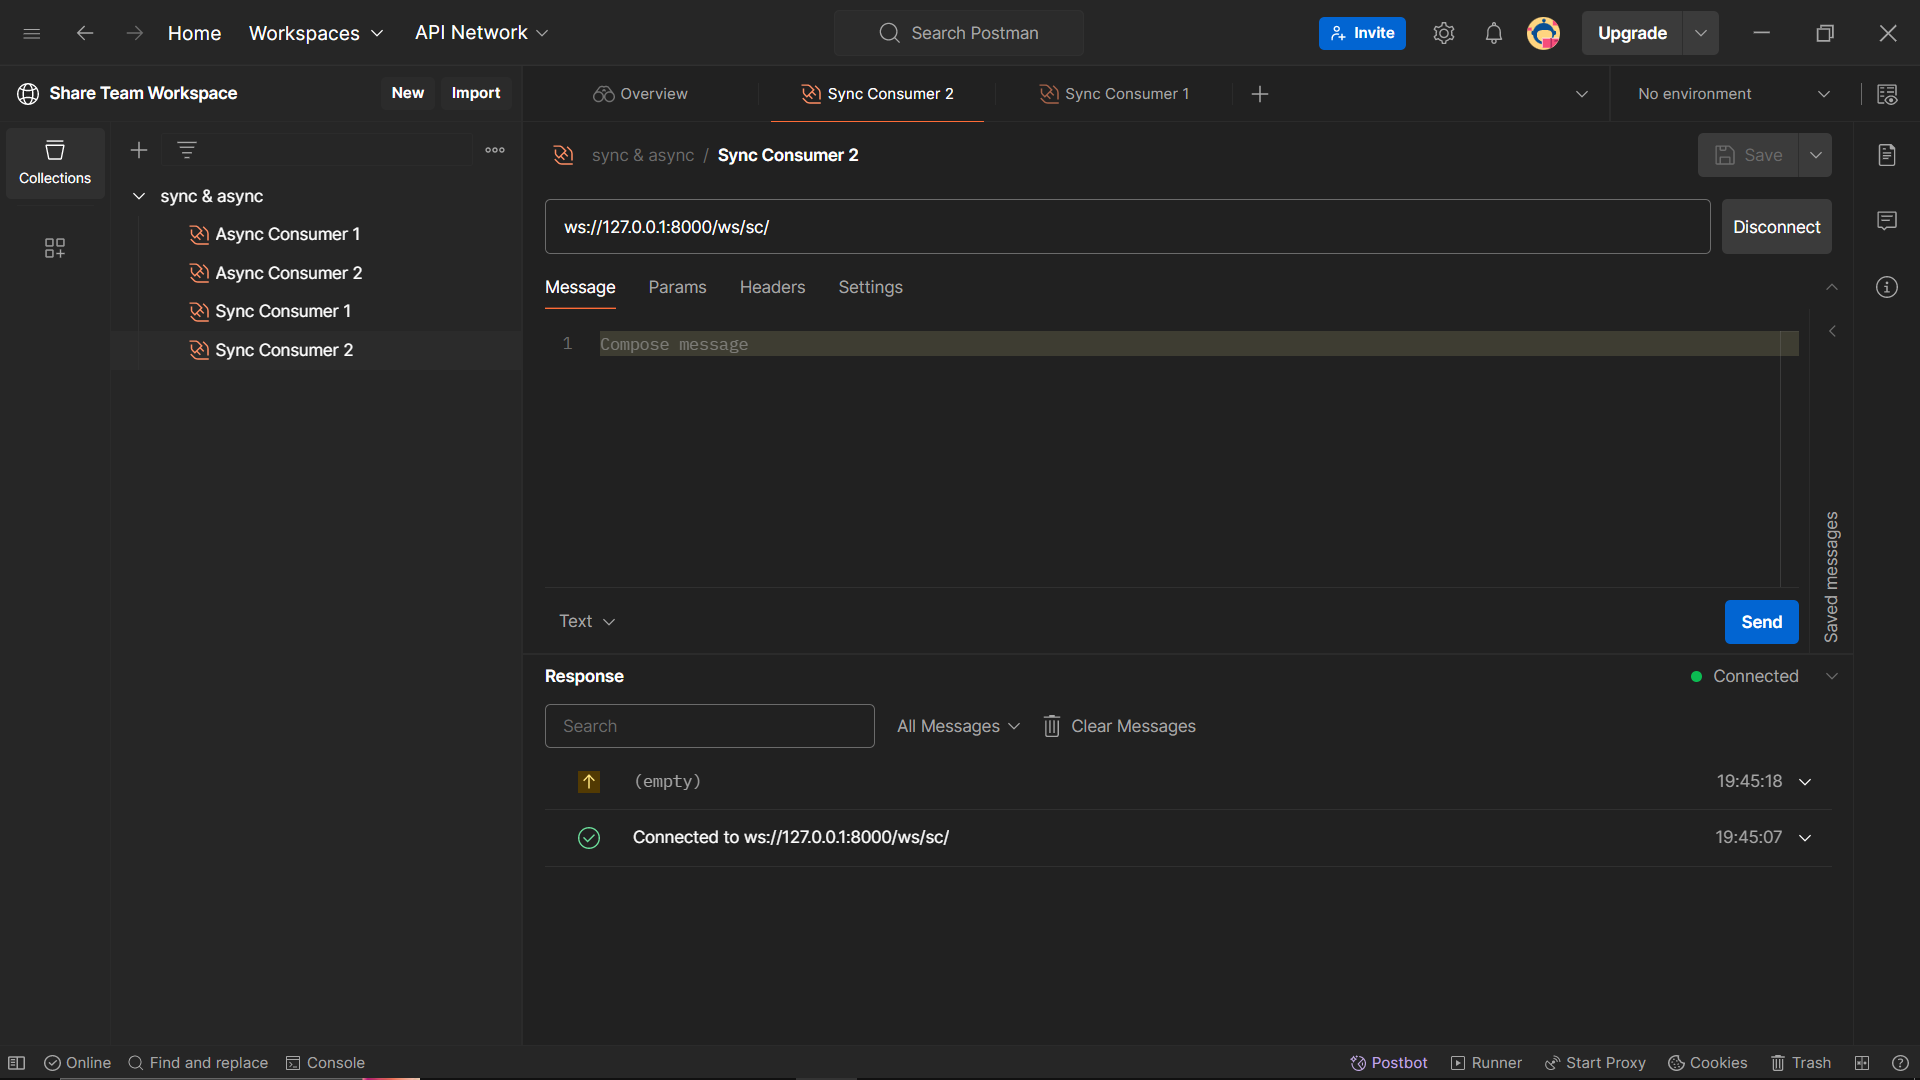 Home Workspaces API Network Search Postman Invite Upgrade
Share Team Workspace New Import Overview Sync Consumer 2 Sync Consumer 1 No environment
Collections
sync & async
Async Consumer 1
Async Consumer 2
Sync Consumer 1
Sync Consumer 2
sync & async / Sync Consumer 2 Save
ws://127.0.0.1:8000/ws/sc/ Disconnect
Message Params Headers Settings
1 Compose message
Saved messages
Text Send
Response Connected
Search All Messages Clear Messages
(empty) 19:45:18
Connected to ws://127.0.0.1:8000/ws/sc/ 19:45:07
Online Find and replace Console Postbot Runner Start Proxy Cookies Trash